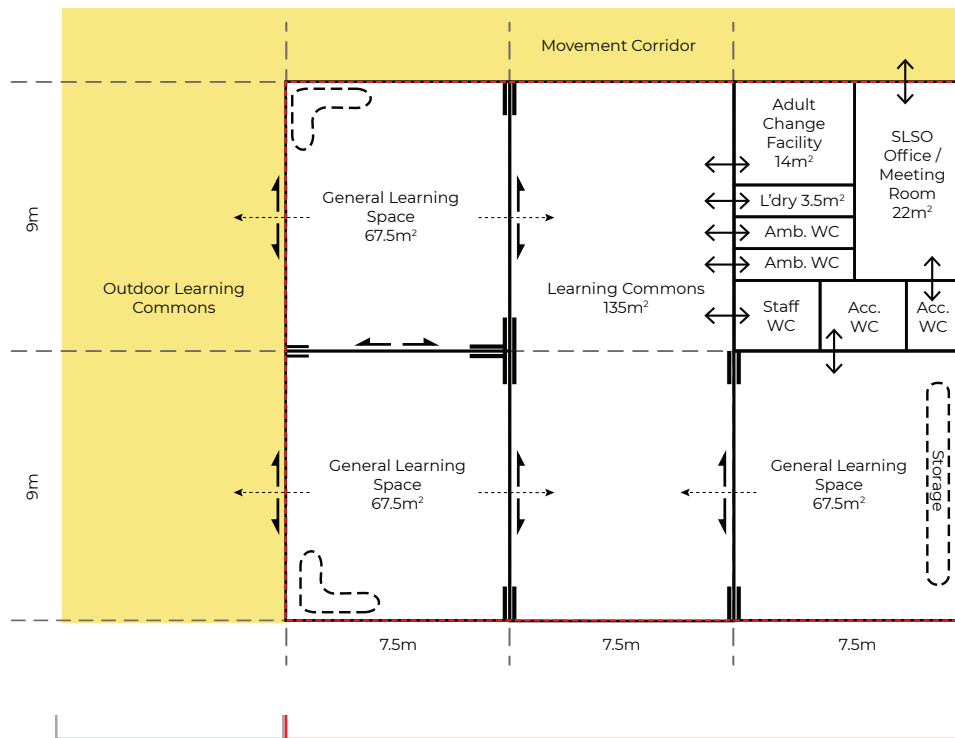 Movement Corridor
9m
Adult
Change
Facility
14m²
SLSO
Office /
Meeting
Room
22m²
General Learning
Space
67.5m²
L'dry 3.5m²
Amb. WC
Amb. WC
Outdoor Learning
Commons
Learning Commons
135m²
Staff
WC
Acc.
WC
Acc.
WC
9m
General Learning
Space
67.5m²
General Learning
Space
67.5m²
Storage
7.5m
7.5m
7.5m